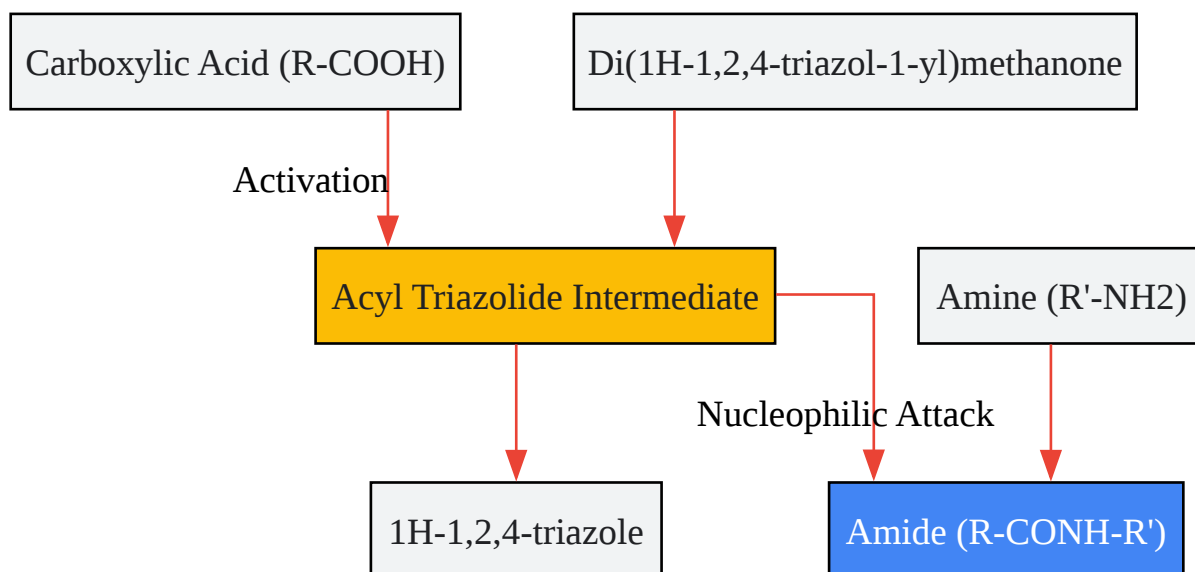 Carboxylic Acid (R-COOH)
Di(1H-1,2,4-triazol-1-yl)methanone
Activation
Acyl Triazolide Intermediate
Amine (R'-NH2)
Nucleophilic Attack
1H-1,2,4-triazole
Amide (R-CONH-R')